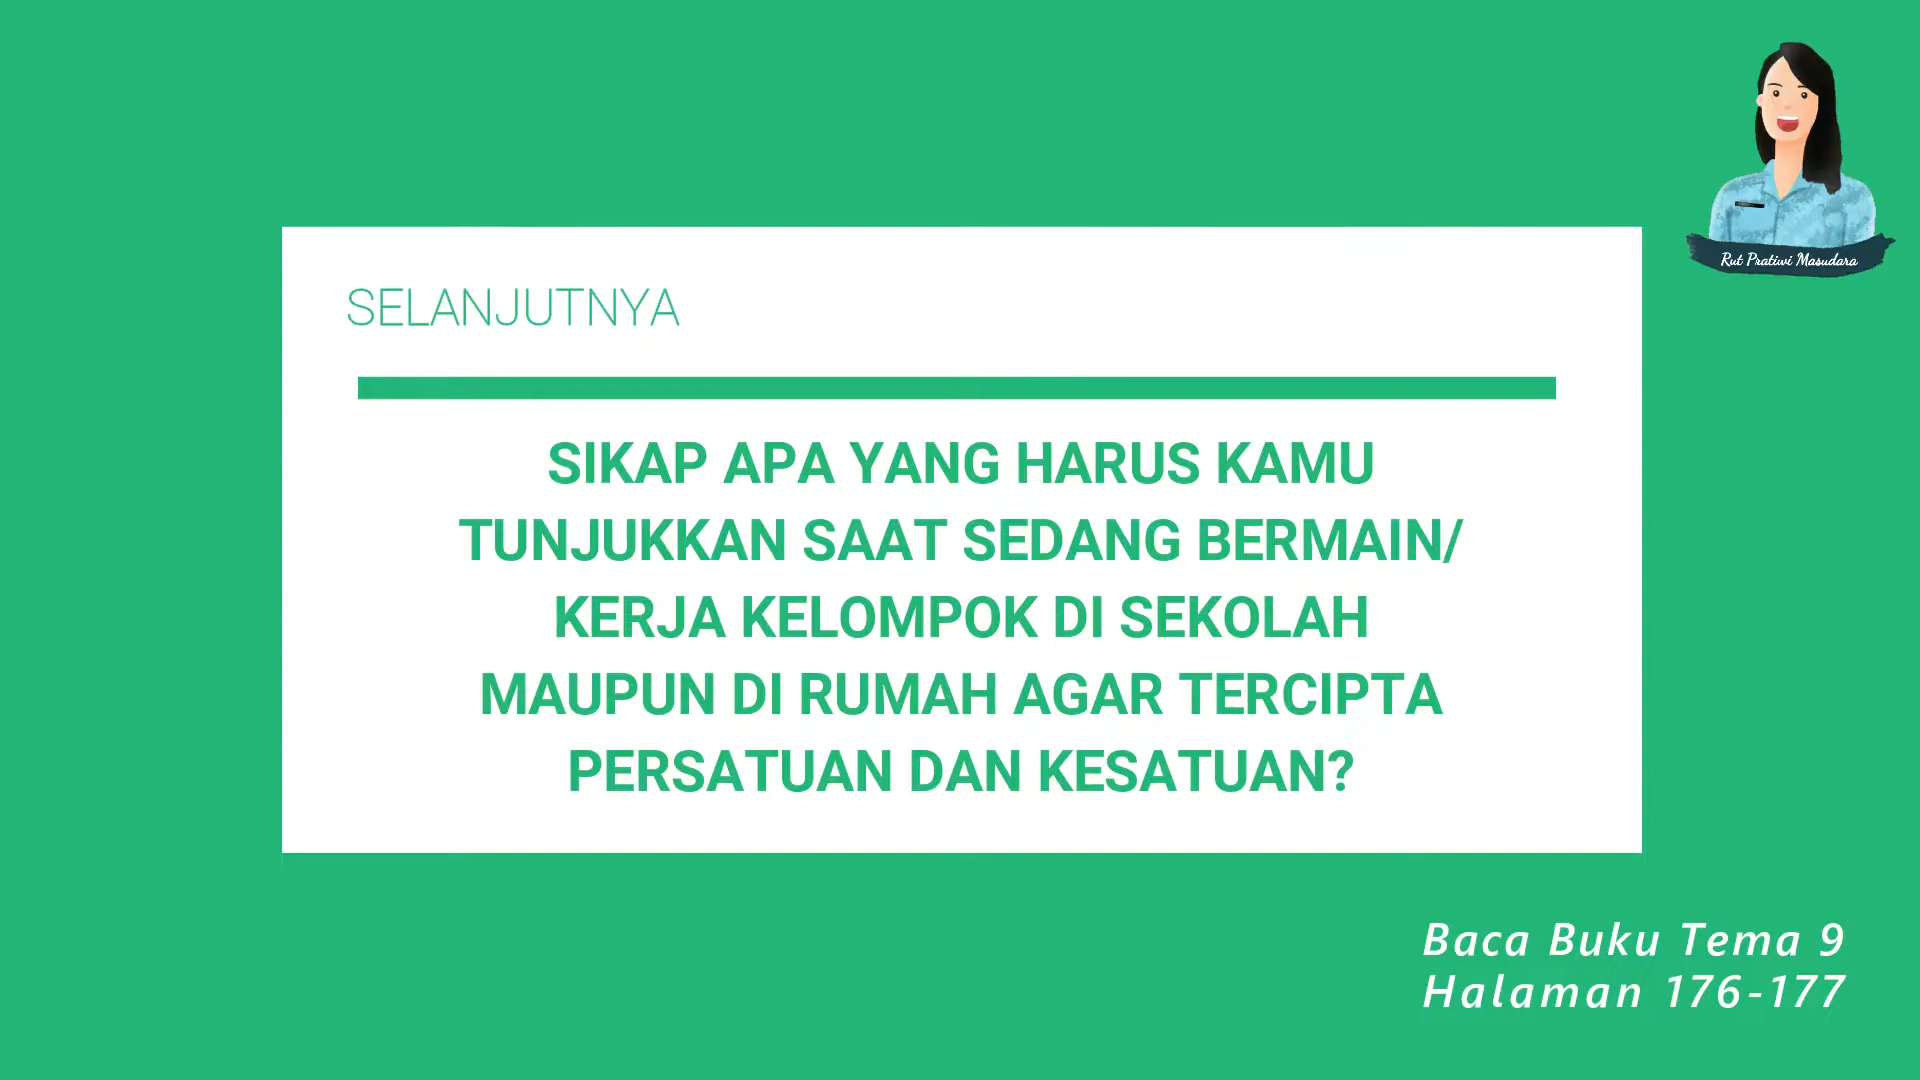 Rut Pratiwi Masudara
SELANJUTNYA
SIKAP APA YANG HARUS KAMU
TUNJUKKAN SAAT SEDANG BERMAIN/
KERJA KELOMPOK DI SEKOLAH
MAUPUN DI RUMAH AGAR TERCIPTA
PERSATUAN DAN KESATUAN?
Baca Buku Tema 9
Halaman 176-177